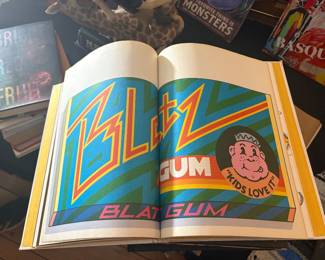 MONSTERS
BASQU
BLatz
GUM
"KIDS LOVE IT"
BLAT GUM